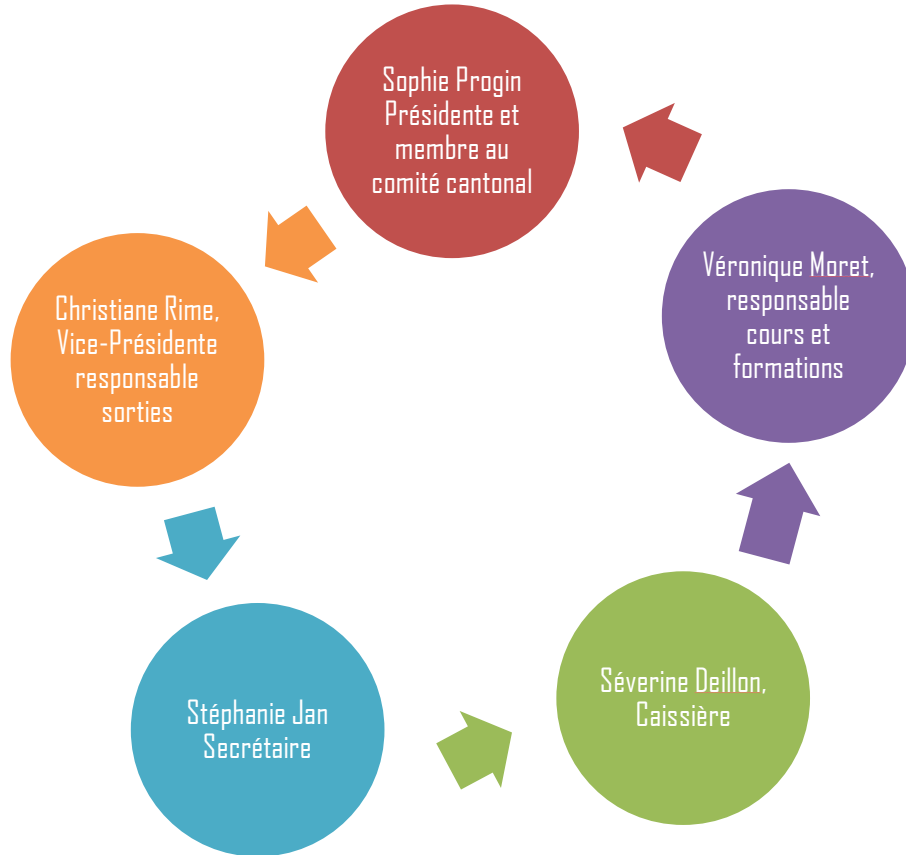 Sophie Progin
Présidente et
membre au
comité cantonal
Christiane Rime,
Vice-Présidente
responsable
sorties
Stéphanie Jan
Secrétaire
Séverine Deillon,
Caissière
Véronique Moret,
responsable
cours et
formations